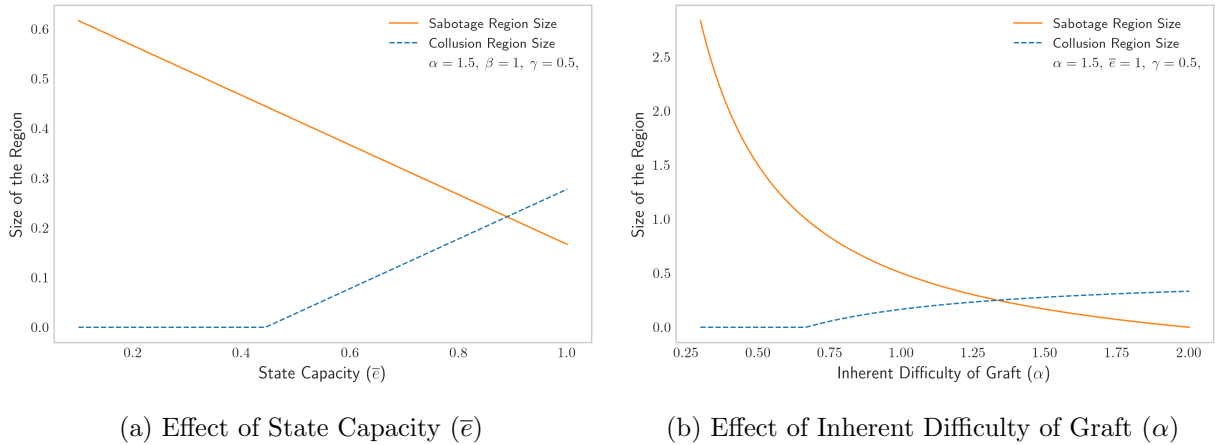 Sabotage Region Size
Collusion Region Size
α = 1.5, β = 1, γ = 0.5,
Size of the Region
0.6
0.5
0.4
0.3
0.2
0.1
0.0
0.2
0.4
0.6
0.8
1.0
State Capacity (e̅)
(a) Effect of State Capacity (e̅)
Sabotage Region Size
Collusion Region Size
α = 1.5, e̅ = 1, γ = 0.5,
Size of the Region
2.5
2.0
1.5
1.0
0.5
0.0
0.25
0.50
0.75
1.00
1.25
1.50
1.75
2.00
Inherent Difficulty of Graft (α)
(b) Effect of Inherent Difficulty of Graft (α)